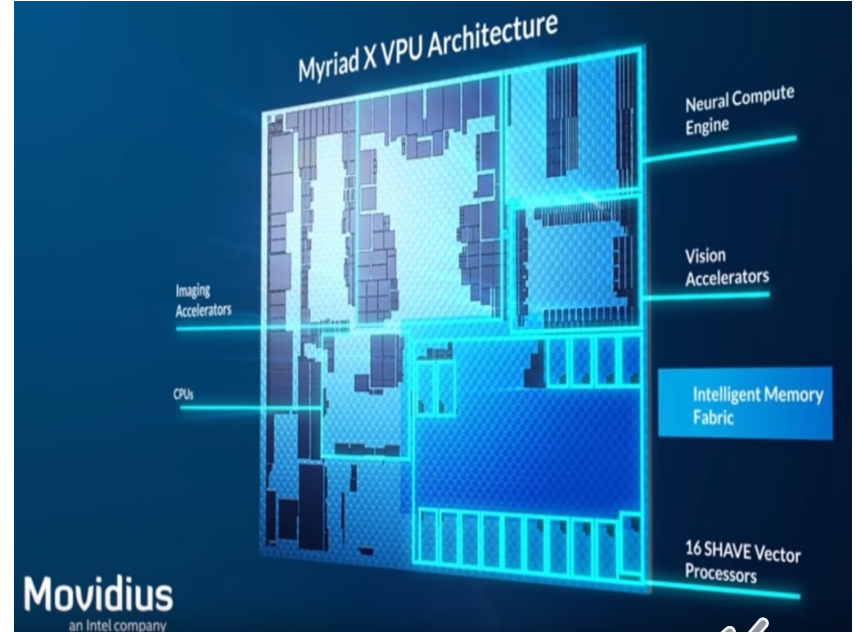 Myriad X VPU Architecture
Neural Compute
Engine
Vision
Accelerators
Imaging
Accelerators
CPUs
Intelligent Memory
Fabric
16 SHAVE Vector
Processors
Movidius
an Intel company